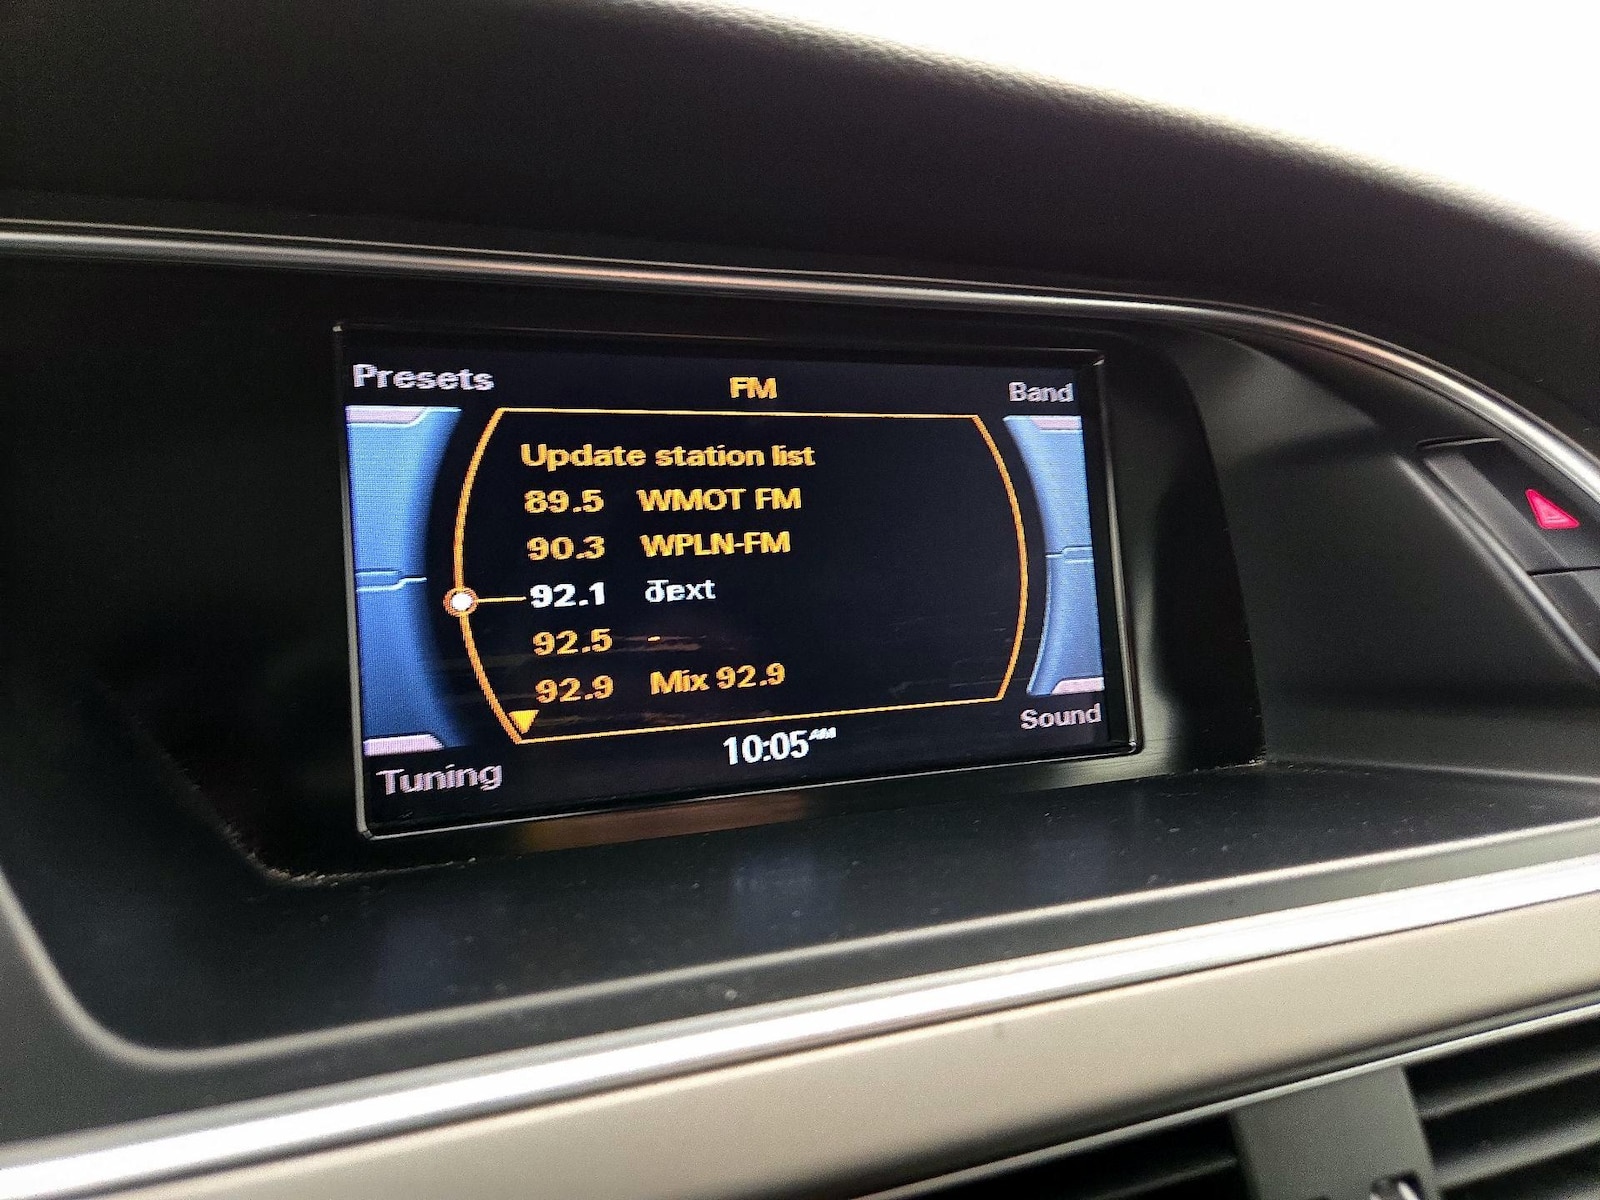 Presets
FM
Band
Update station list
89.5 WMOT FM
90.3 WPLN-FM
92.1
92.5 -
92.9 Mix 92.9
10:05 AM
Sound
Tuning